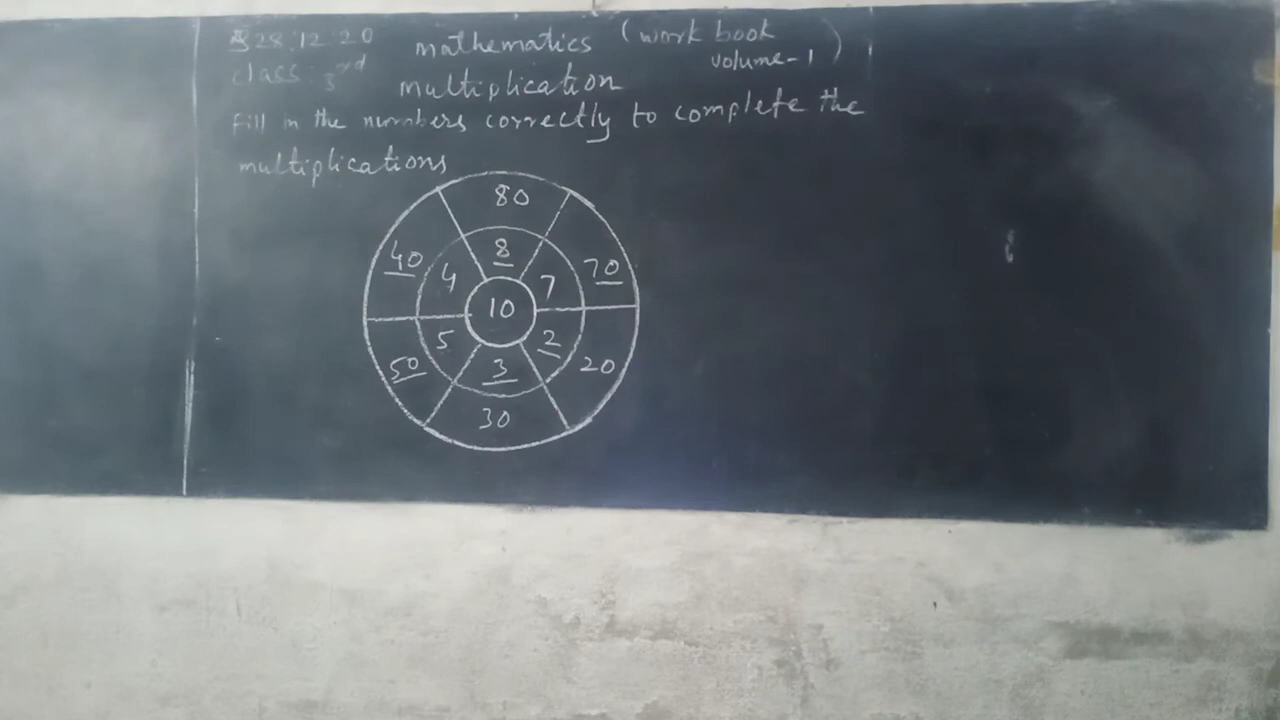 28.12.20 mathematics (work book
class: 3rd volume-1)
multiplication
Fill in the numbers correctly to complete the
multiplications
80
40 8 70
4 7
10
5 2
50 3 20
30